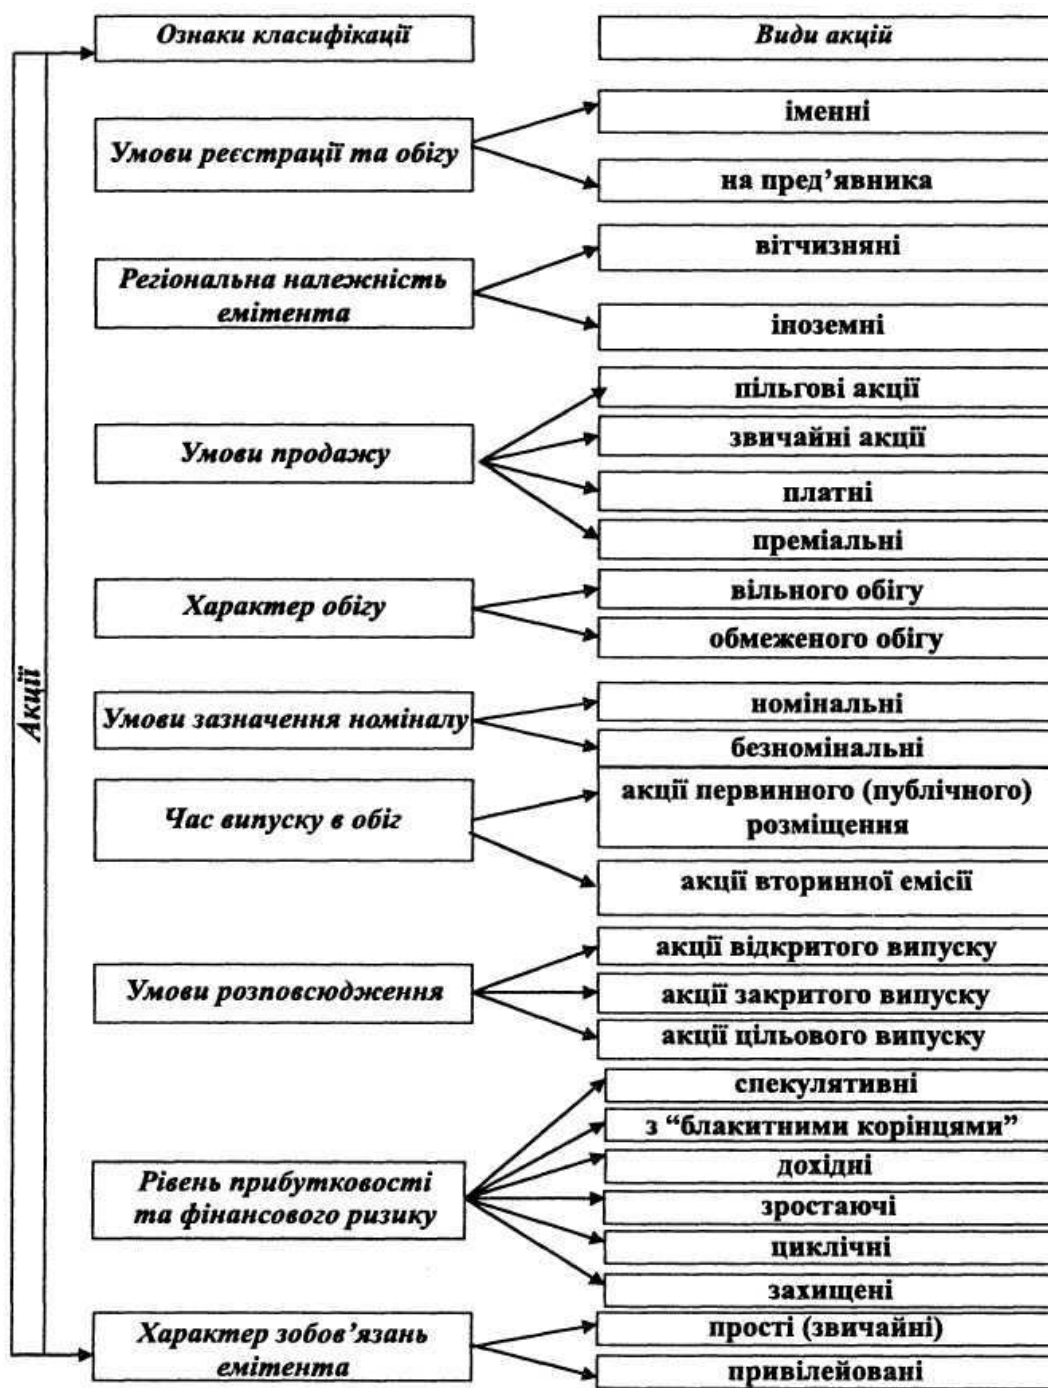 Ознаки класифікації
Види акцій
Акції
Умови реєстрації та обігу
іменні
на пред’явника
Регіональна належність
емітента
вітчизняні
іноземні
Умови продажу
пільгові акції
звичайні акції
платні
преміальні
Характер обігу
вільного обігу
обмеженого обігу
Умови зазначення номіналу
номінальні
безномінальні
Час випуску в обіг
акції первинного (публічного)
розміщення
акції вторинної емісії
Умови розповсюдження
акції відкритого випуску
акції закритого випуску
акції цільового випуску
Рівень прибутковості
та фінансового ризику
спекулятивні
з “блакитними корінцями”
дохідні
зростаючі
циклічні
захищені
Характер зобов’язань
емітента
прості (звичайні)
привілейовані